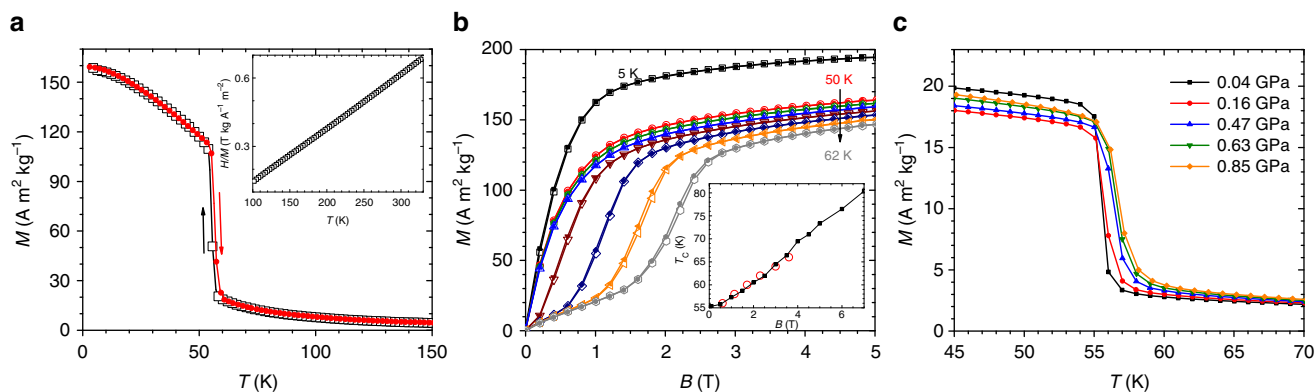 a
M (A m² kg⁻¹)
180
150
120
90
60
30
0
0
50
100
150
T (K)
H/M (T kg A⁻¹ m⁻²)
0.6
0.3
100 150 200 250 300
T (K)
b
M (A m² kg⁻¹)
200
150
100
50
0
0
1
2
3
4
5
B (T)
5 K
50 K
62 K
T_C (K)
80
75
70
65
60
55
0
2
4
6
B (T)
c
M (A m² kg⁻¹)
25
20
15
10
5
0
45
50
55
60
65
70
T (K)
0.04 GPa
0.16 GPa
0.47 GPa
0.63 GPa
0.85 GPa